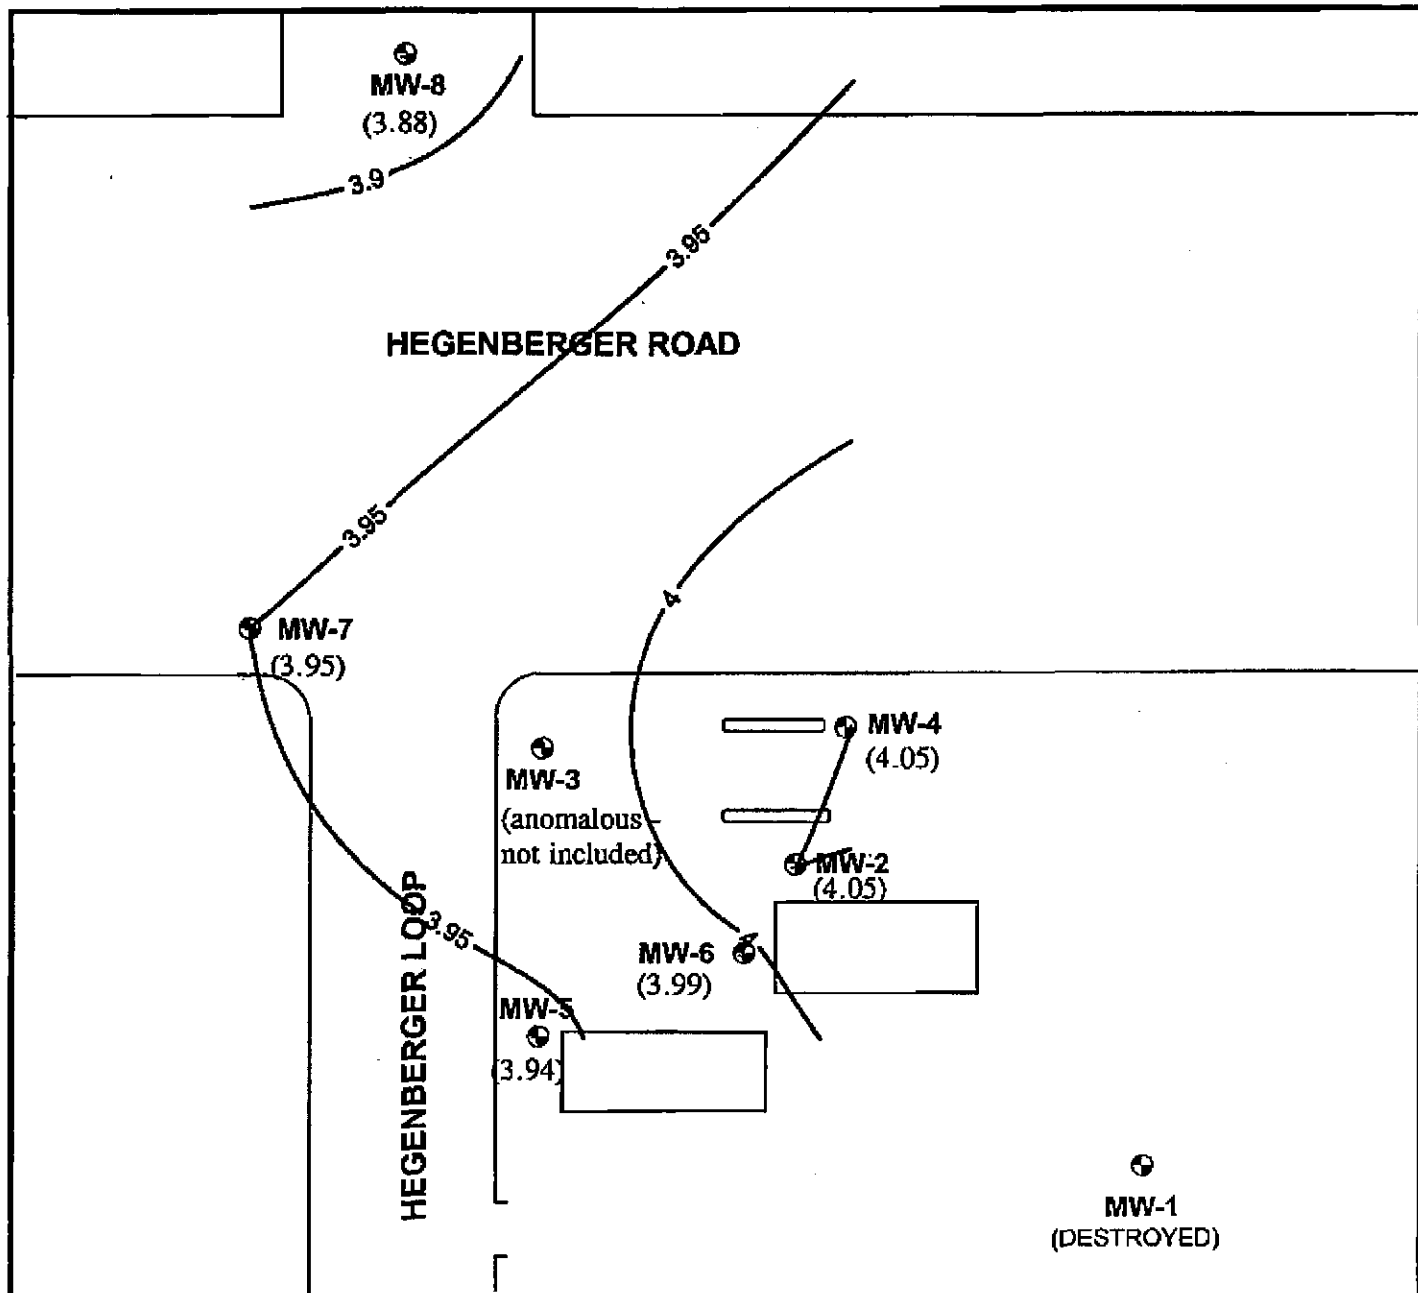 MW-8
(3.88)
3.9
3.95
HEGENBERGER ROAD
3.95
4
MW-7
(3.95)
MW-4
(4.05)
MW-3
(anomalous –
not included)
MW-2
(4.05)
3.95
4
MW-6
(3.99)
MW-5
(3.94)
HEGENBERGER LOOP
MW-1
(DESTROYED)